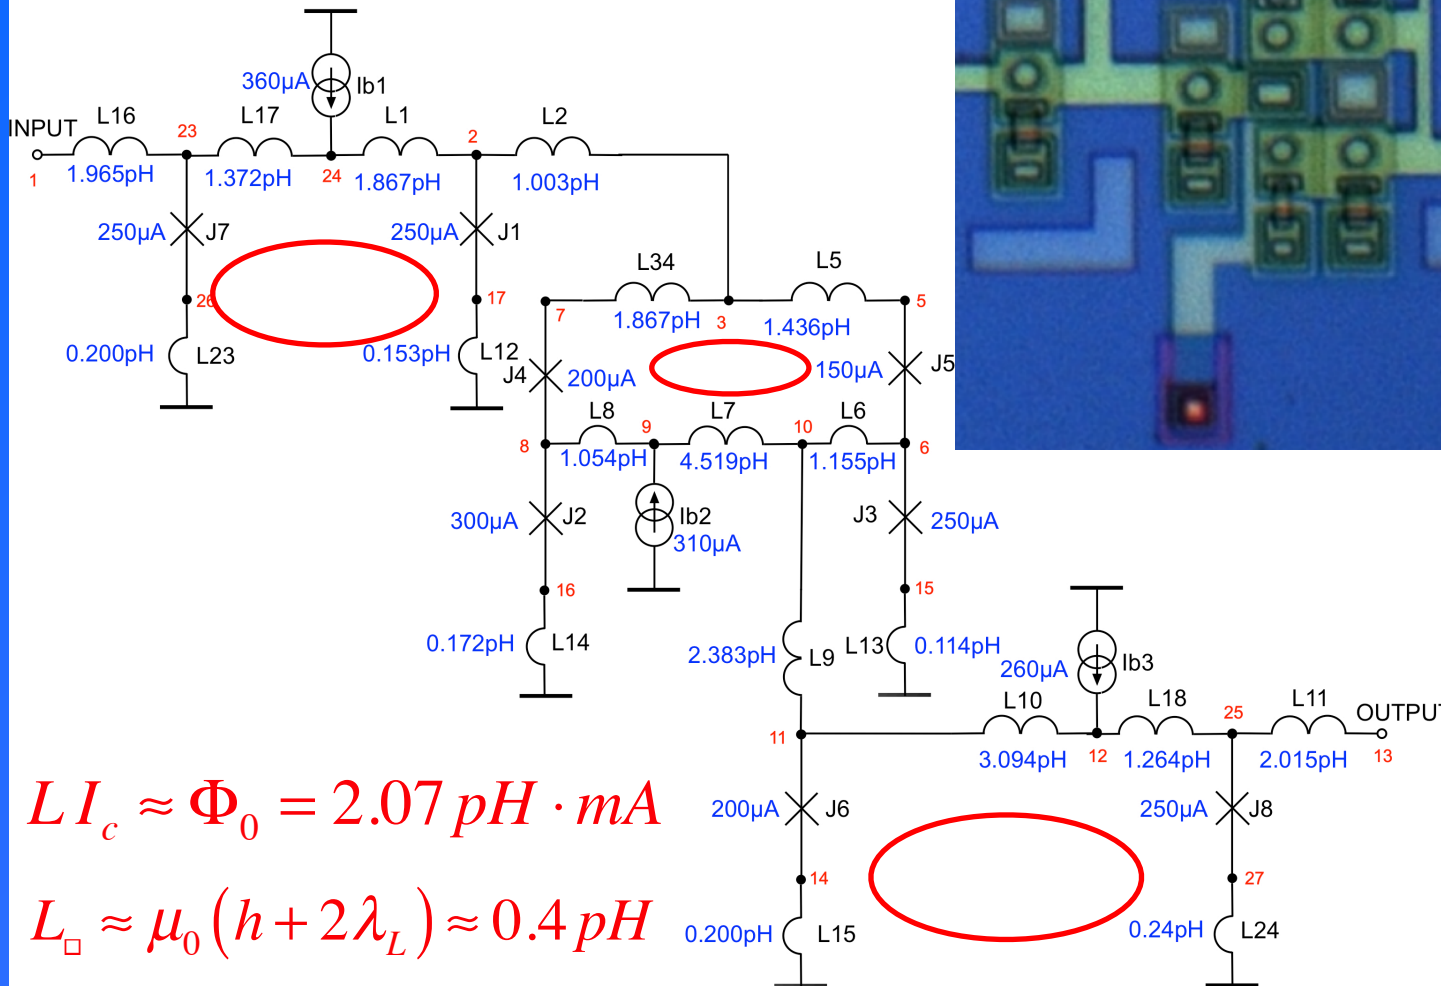 360µA Ib1
L16 L17 L1 L2
INPUT 23 2
1 1.965pH 1.372pH 24 1.867pH 1.003pH
250µA J7 250µA J1
26 17
0.200pH L23 0.153pH L12
L34 L5
7 1.867pH 3 1.436pH 5
J4 200µA 150µA J5
L8 9 L7 10 L6
8 1.054pH 4.519pH 1.155pH 6
300µA J2 Ib2 310µA J3 250µA
16 15
0.172pH L14 2.383pH L9 L13 0.114pH
260µA Ib3
L10 L18 25 L11 OUTPUT
11 3.094pH 12 1.264pH 2.015pH 13
200µA J6 250µA J8
14 27
0.200pH L15 0.24pH L24
L I_c ≈ Φ_0 = 2.07 pH · mA
L_□ ≈ μ_0 (h + 2λ_L) ≈ 0.4 pH